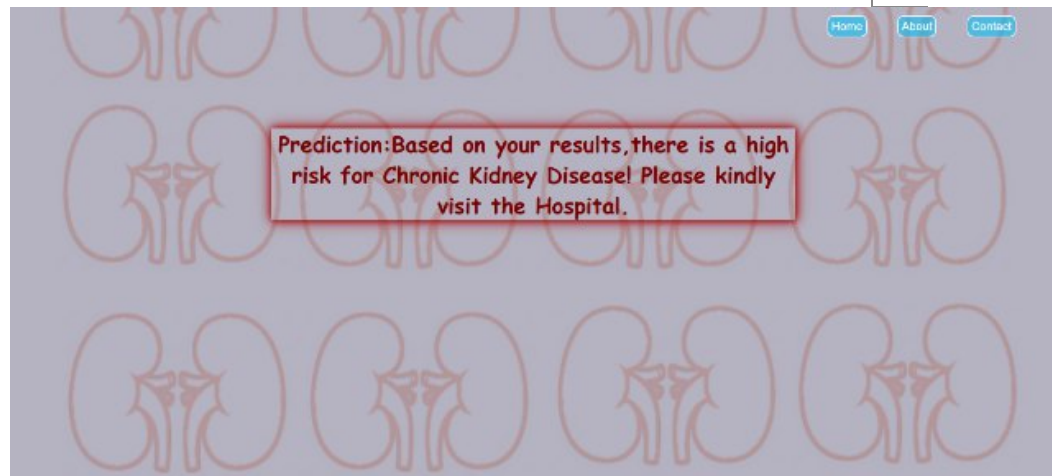 Home About Contact
Prediction:Based on your results,there is a high
risk for Chronic Kidney Disease! Please kindly
visit the Hospital.